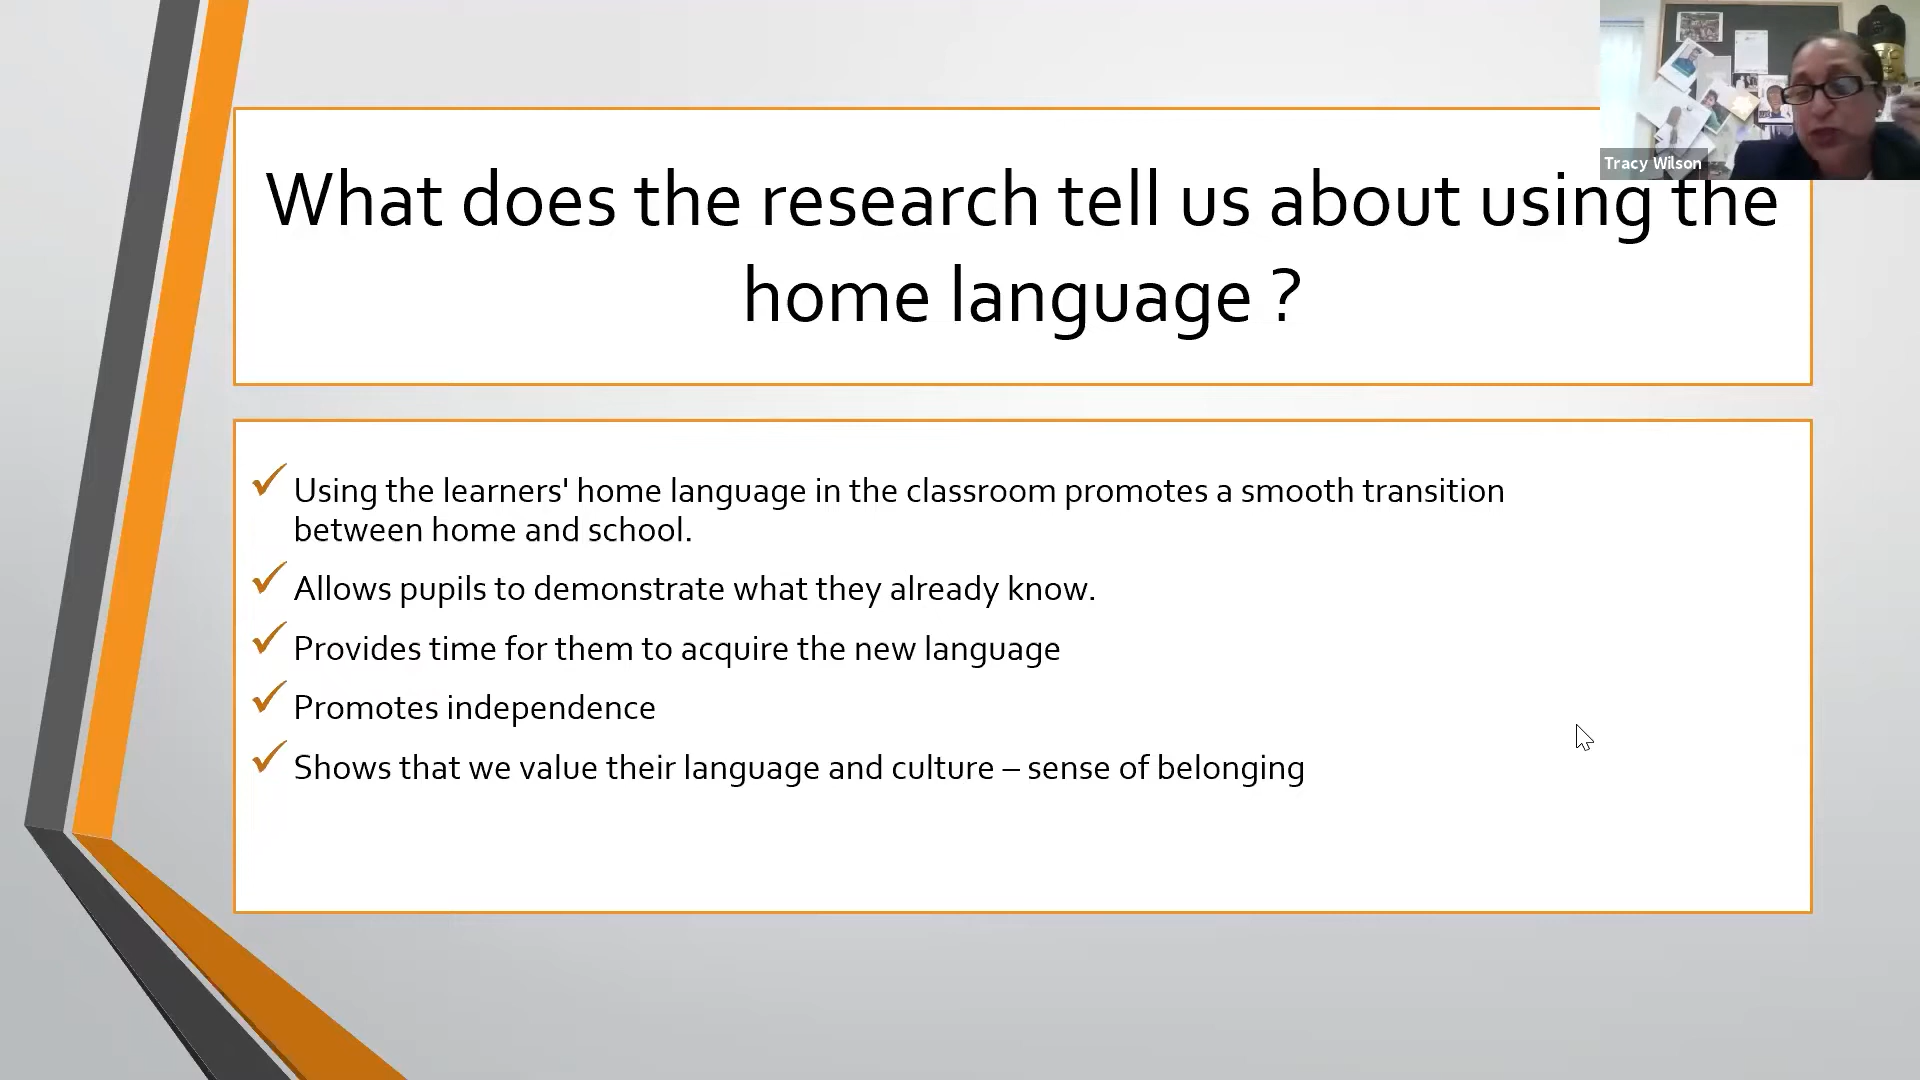 Tracy Wilson
What does the research tell us about using the
home language ?
Using the learners' home language in the classroom promotes a smooth transition
between home and school.
Allows pupils to demonstrate what they already know.
Provides time for them to acquire the new language
Promotes independence
Shows that we value their language and culture – sense of belonging